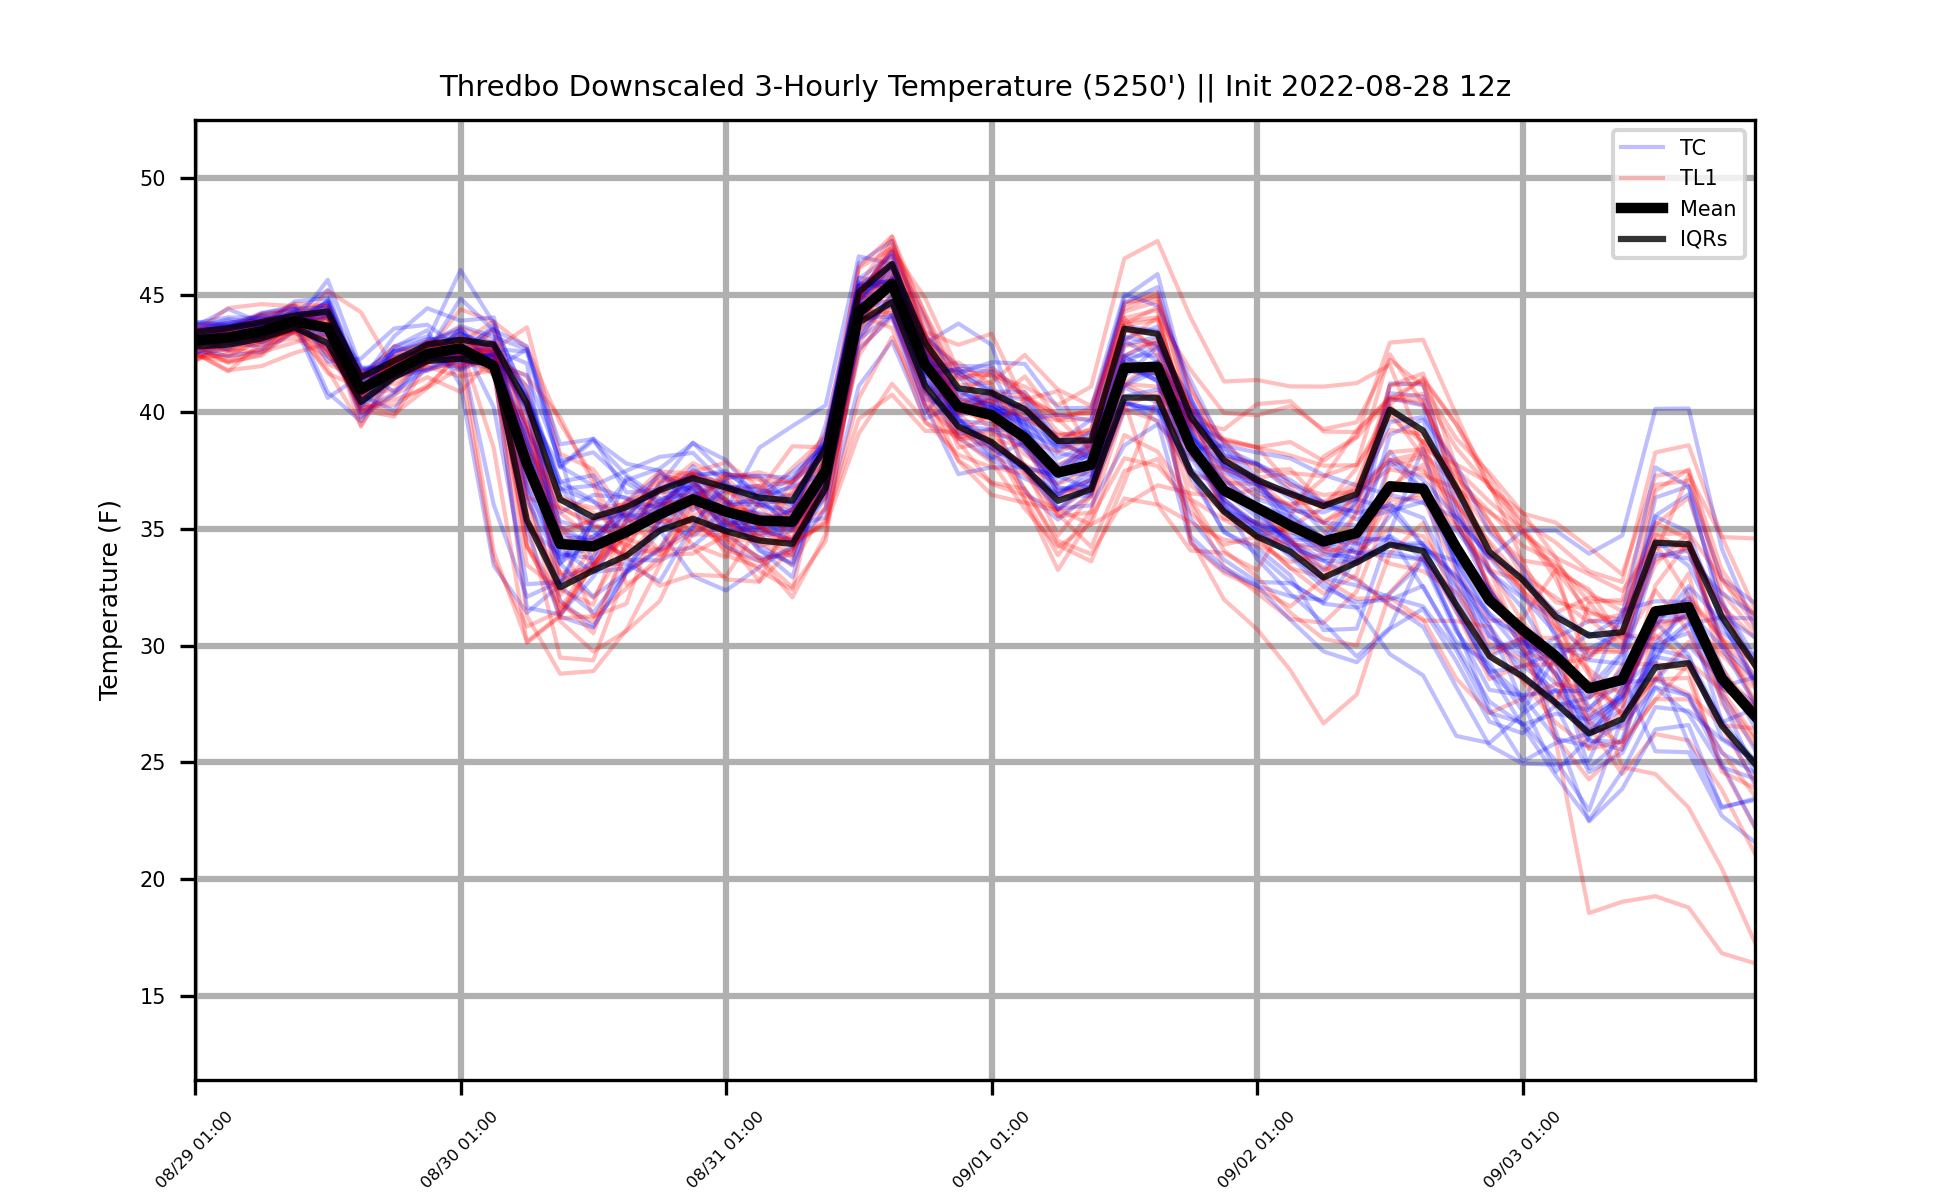 Thredbo Downscaled 3-Hourly Temperature (5250') || Init 2022-08-28 12z
TC
TL1
Mean
IQRs
Temperature (F)
50
45
40
35
30
25
20
15
08/29 01:00
08/30 01:00
08/31 01:00
09/01 01:00
09/02 01:00
09/03 01:00